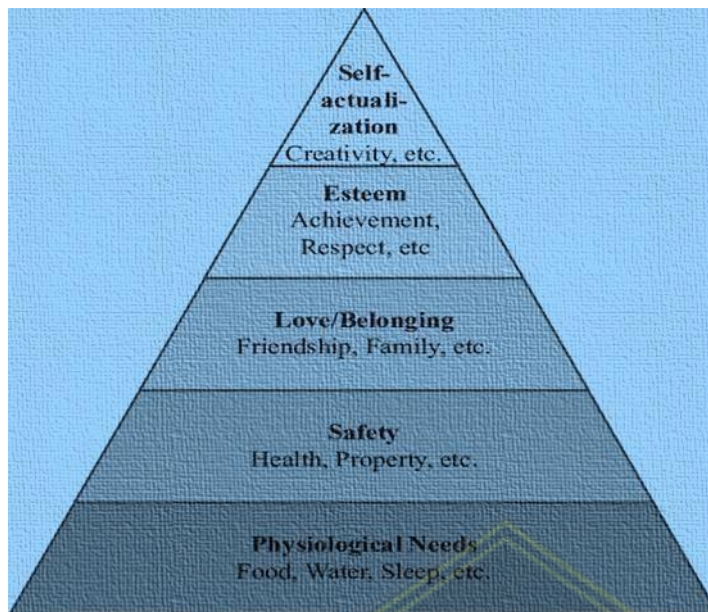 Self-
actuali-
zation
Creativity, etc.
Esteem
Achievement,
Respect, etc
Love/Belonging
Friendship, Family, etc.
Safety
Health, Property, etc.
Physiological Needs
Food, Water, Sleep, etc.